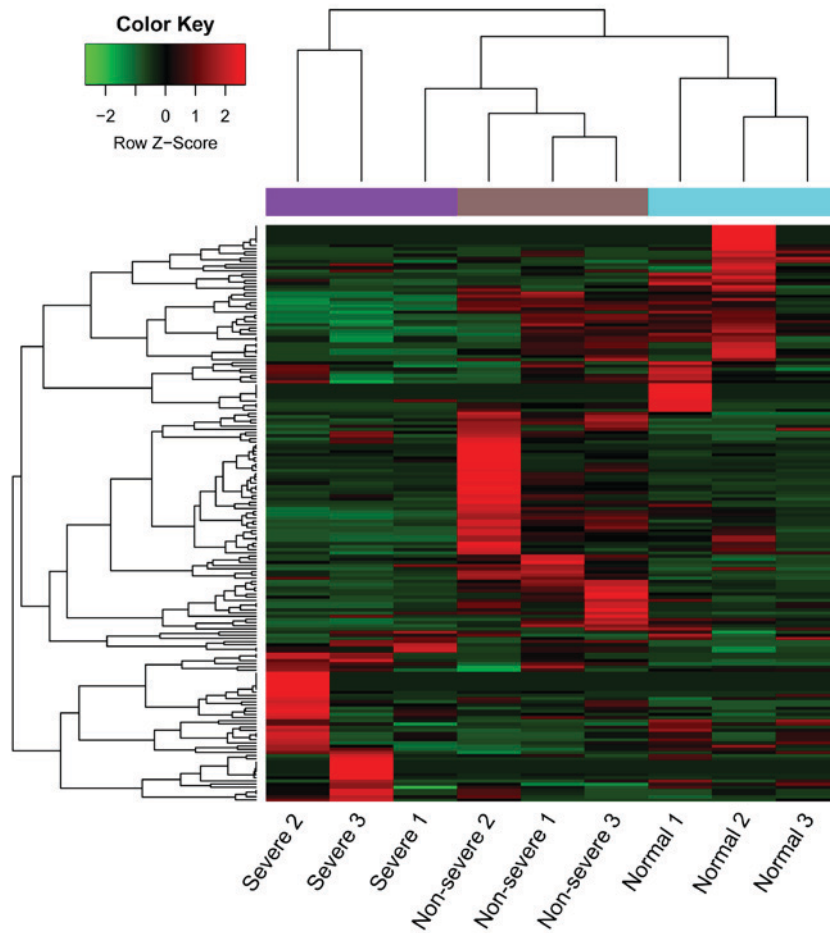 Color Key
−2 0 1 2
Row Z−Score
Severe 2
Severe 3
Severe 1
Non-severe 2
Non-severe 1
Non-severe 3
Normal 1
Normal 2
Normal 3